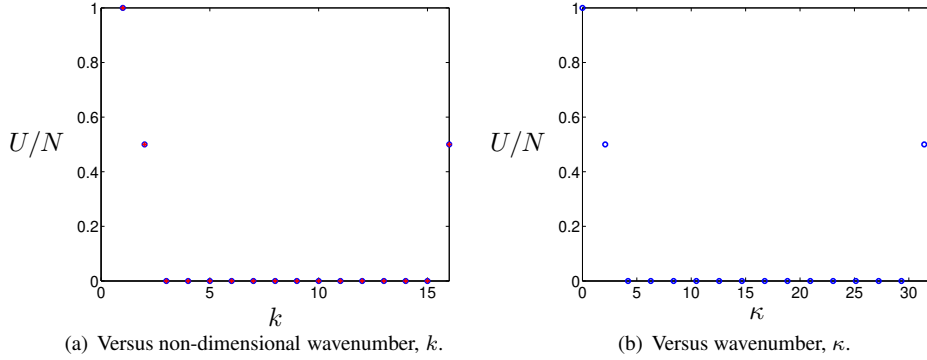 1
0.8
0.6
0.4
0.2
0
U/N
0 5 10 15
k
(a) Versus non-dimensional wavenumber, k.
1
0.8
0.6
0.4
0.2
0
U/N
0 5 10 15 20 25 30
κ
(b) Versus wavenumber, κ.